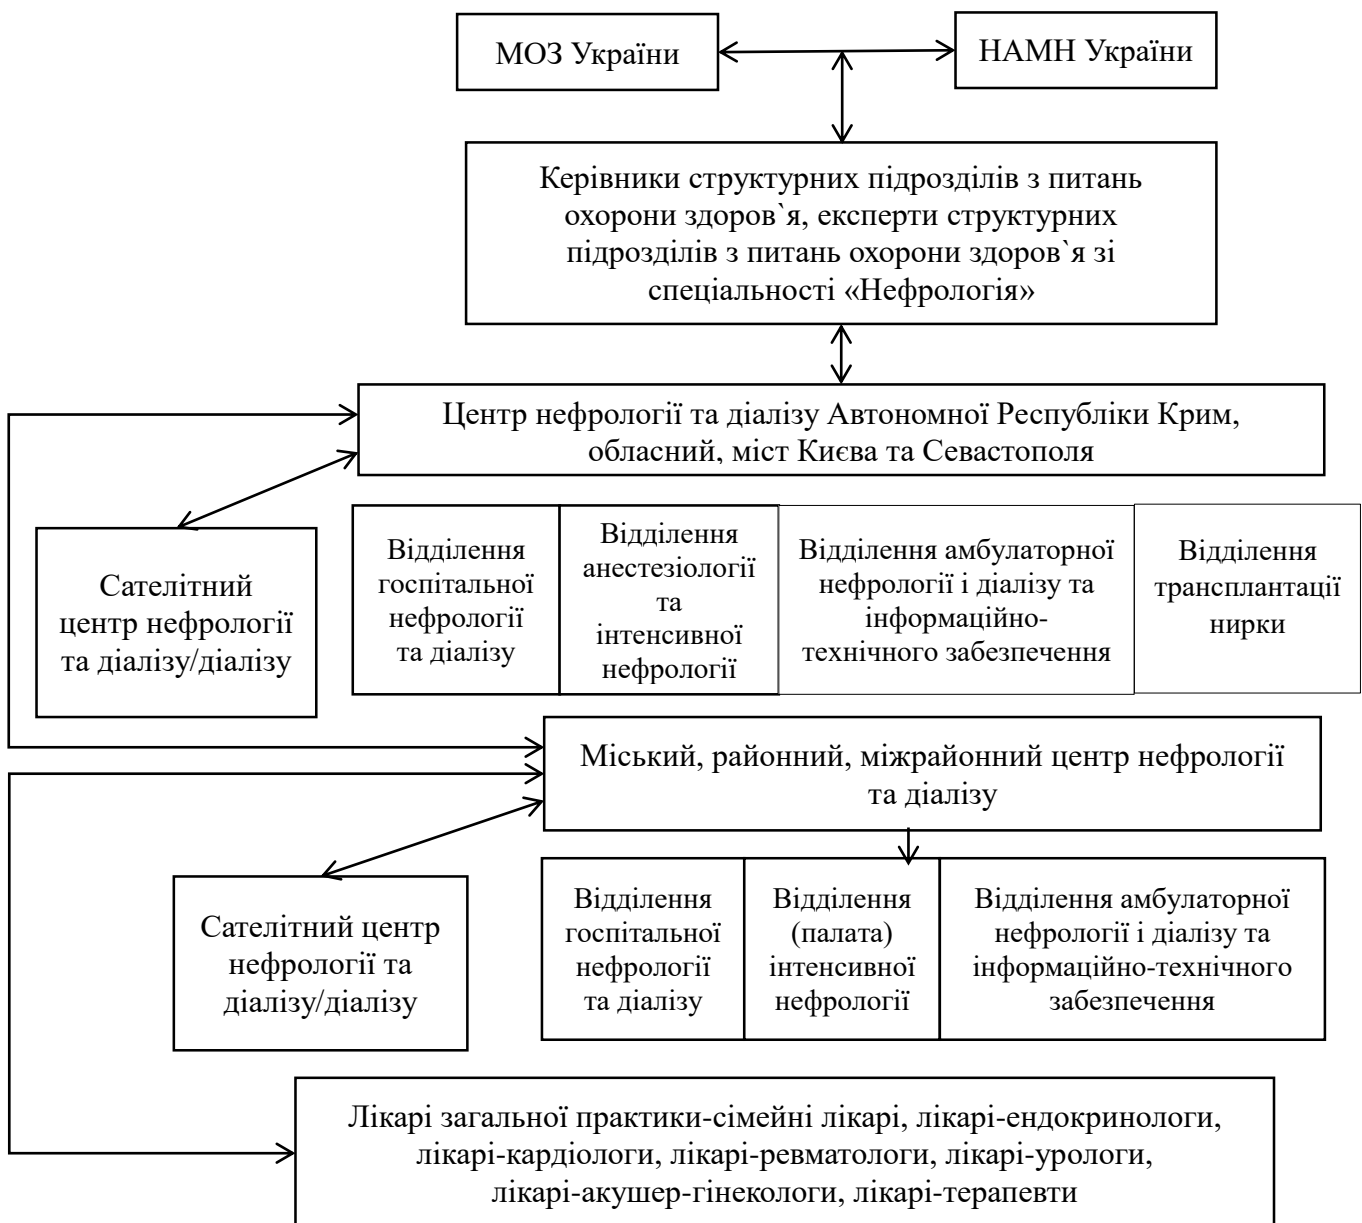 МОЗ України
НАМН України
Керівники структурних підрозділів з питань
охорони здоров`я, експерти структурних
підрозділів з питань охорони здоров`я зі
спеціальності «Нефрологія»
Центр нефрології та діалізу Автономної Республіки Крим,
обласний, міст Києва та Севастополя
Сателітний
центр нефрології
та діалізу/діалізу
Відділення
госпітальної
нефрології
та діалізу
Відділення
анестезіології
та
інтенсивної
нефрології
Відділення амбулаторної
нефрології і діалізу та
інформаційно-
технічного забезпечення
Відділення
трансплантації
нирки
Міський, районний, міжрайонний центр нефрології
та діалізу
Сателітний центр
нефрології та
діалізу/діалізу
Відділення
госпітальної
нефрології
та діалізу
Відділення
(палата)
інтенсивної
нефрології
Відділення амбулаторної
нефрології і діалізу та
інформаційно-технічного
забезпечення
Лікарі загальної практики-сімейні лікарі, лікарі-ендокринологи,
лікарі-кардіологи, лікарі-ревматологи, лікарі-урологи,
лікарі-акушер-гінекологи, лікарі-терапевти